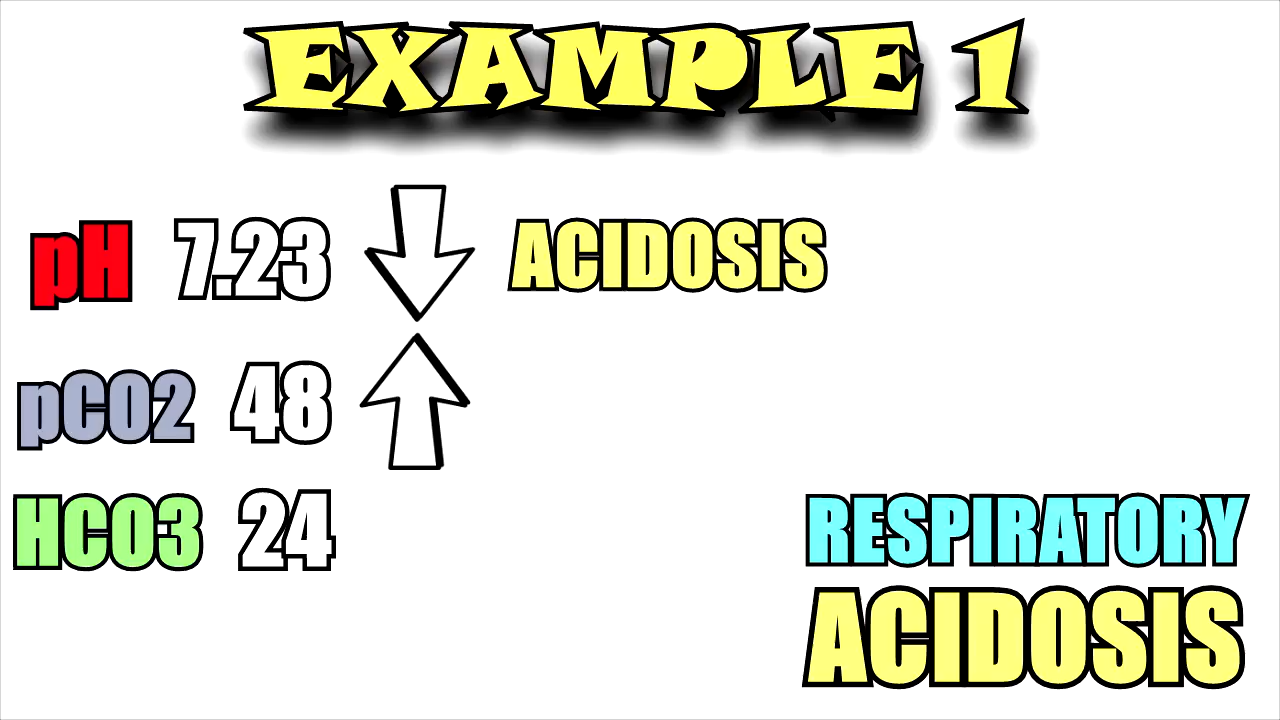 EXAMPLE 1
pH 7.23 ACIDOSIS
pCO2 48
HCO3 24
RESPIRATORY
ACIDOSIS